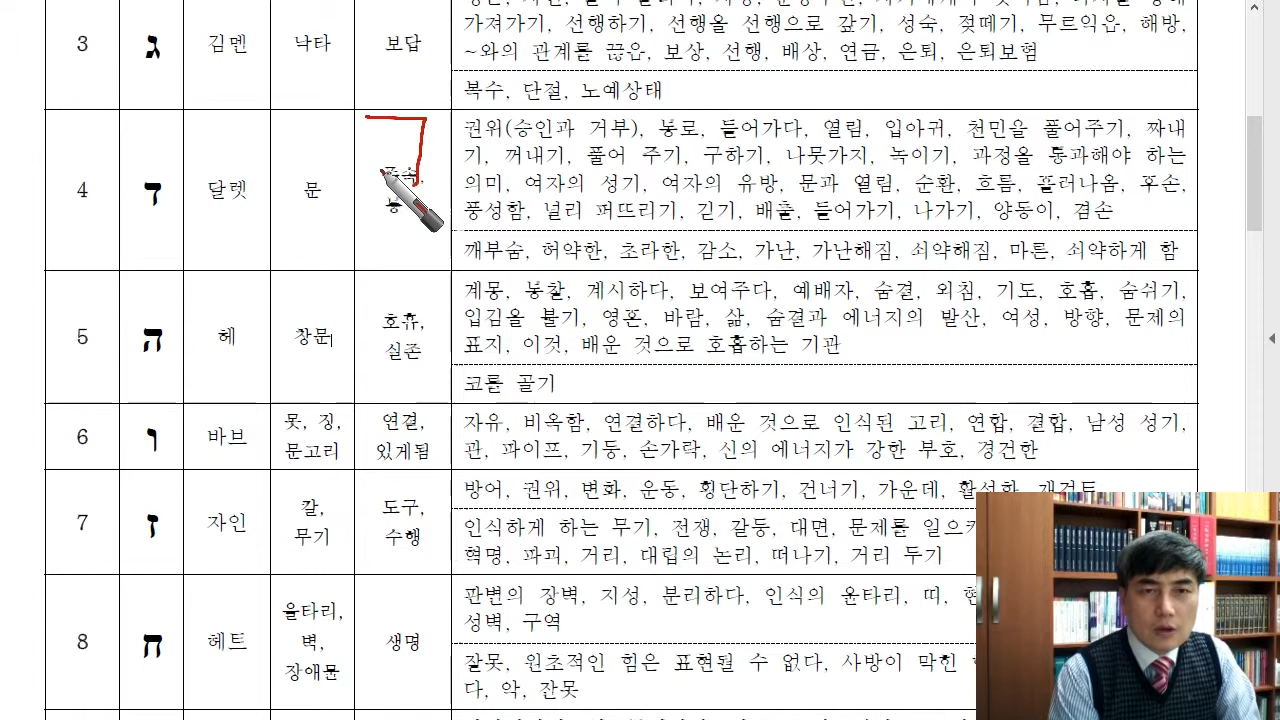 3 ג 김멜 낙타 보답
가져가기, 선행하기, 선행을 선행으로 갚기, 성숙, 젖떼기, 무르익음, 해방,
~와의 관계를 끊음, 보상, 선행, 배상, 연금, 은퇴, 은퇴보험
복수, 단절, 노예상태
4 ד 달렛 문
권위(승인과 거부), 통로, 들어가다, 열림, 입아귀, 천민을 풀어주기, 짜내
기, 꺼내기, 풀어 주기, 구하기, 나뭇가지, 녹이기, 과정을 통과해야 하는
의미, 여자의 성기, 여자의 유방, 문과 열림, 순환, 흐름, 흘러나옴, 후손,
풍성함, 널리 퍼뜨리기, 긷기, 배출, 들어가기, 나가기, 양동이, 겸손
깨부숨, 허약한, 초라한, 감소, 가난, 가난해짐, 쇠약해짐, 마른, 쇠약하게 함
5 ה 헤 창문 호흡, 실존
계몽, 통찰, 계시하다, 보여주다, 예배자, 숨결, 외침, 기도, 호흡, 숨쉬기,
입김을 불기, 영혼, 바람, 삶, 숨결과 에너지의 발산, 여성, 방향, 문제의
표지, 이것, 배운 것으로 호흡하는 기관
코를 골기
6 ו 바브 못, 징, 문고리 연결, 있게됨
자유, 비옥함, 연결하다, 배운 것으로 인식된 고리, 연합, 결합, 남성 성기,
관, 파이프, 기둥, 손가락, 신의 에너지가 강한 부호, 경건한
7 ז 자인 칼, 무기 도구, 수행
방어, 권위, 변화, 운동, 횡단하기, 건너기, 가운데,
인식하게 하는 무기, 전쟁, 갈등, 대면, 문제를
혁명, 파괴, 거리, 대립의 논리, 떠나기, 거리 두기
8 ח 헤트 울타리, 벽, 장애물 생명
판변의 장벽, 지성, 분리하다, 인식의 울타리, 띠,
성벽, 구역
잘못, 원초적인 힘은 표현될 수 없다, 사방이 막힌
다, 악, 잔못